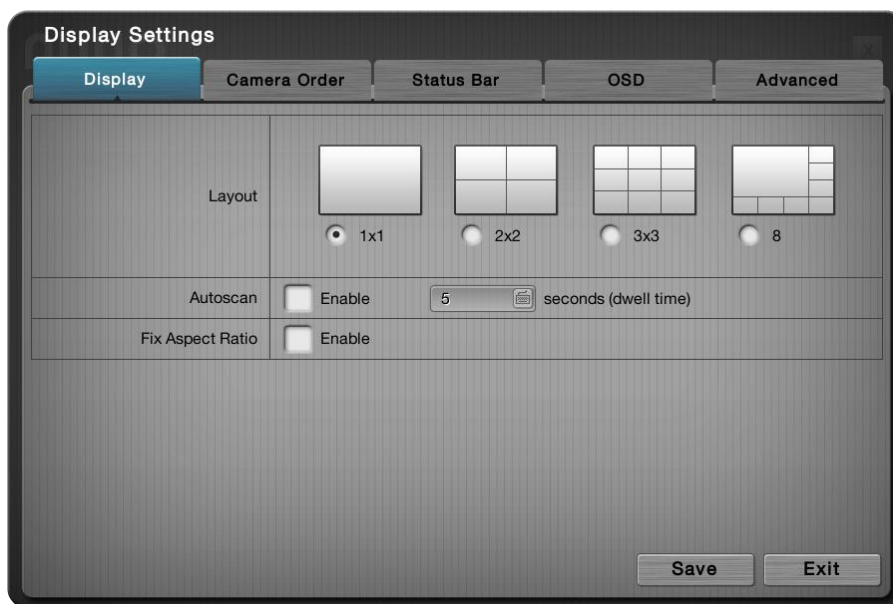 Display Settings
Display Camera Order Status Bar OSD Advanced
Layout
1x1 2x2 3x3 8
Autoscan Enable 5 seconds (dwell time)
Fix Aspect Ratio Enable
Save Exit